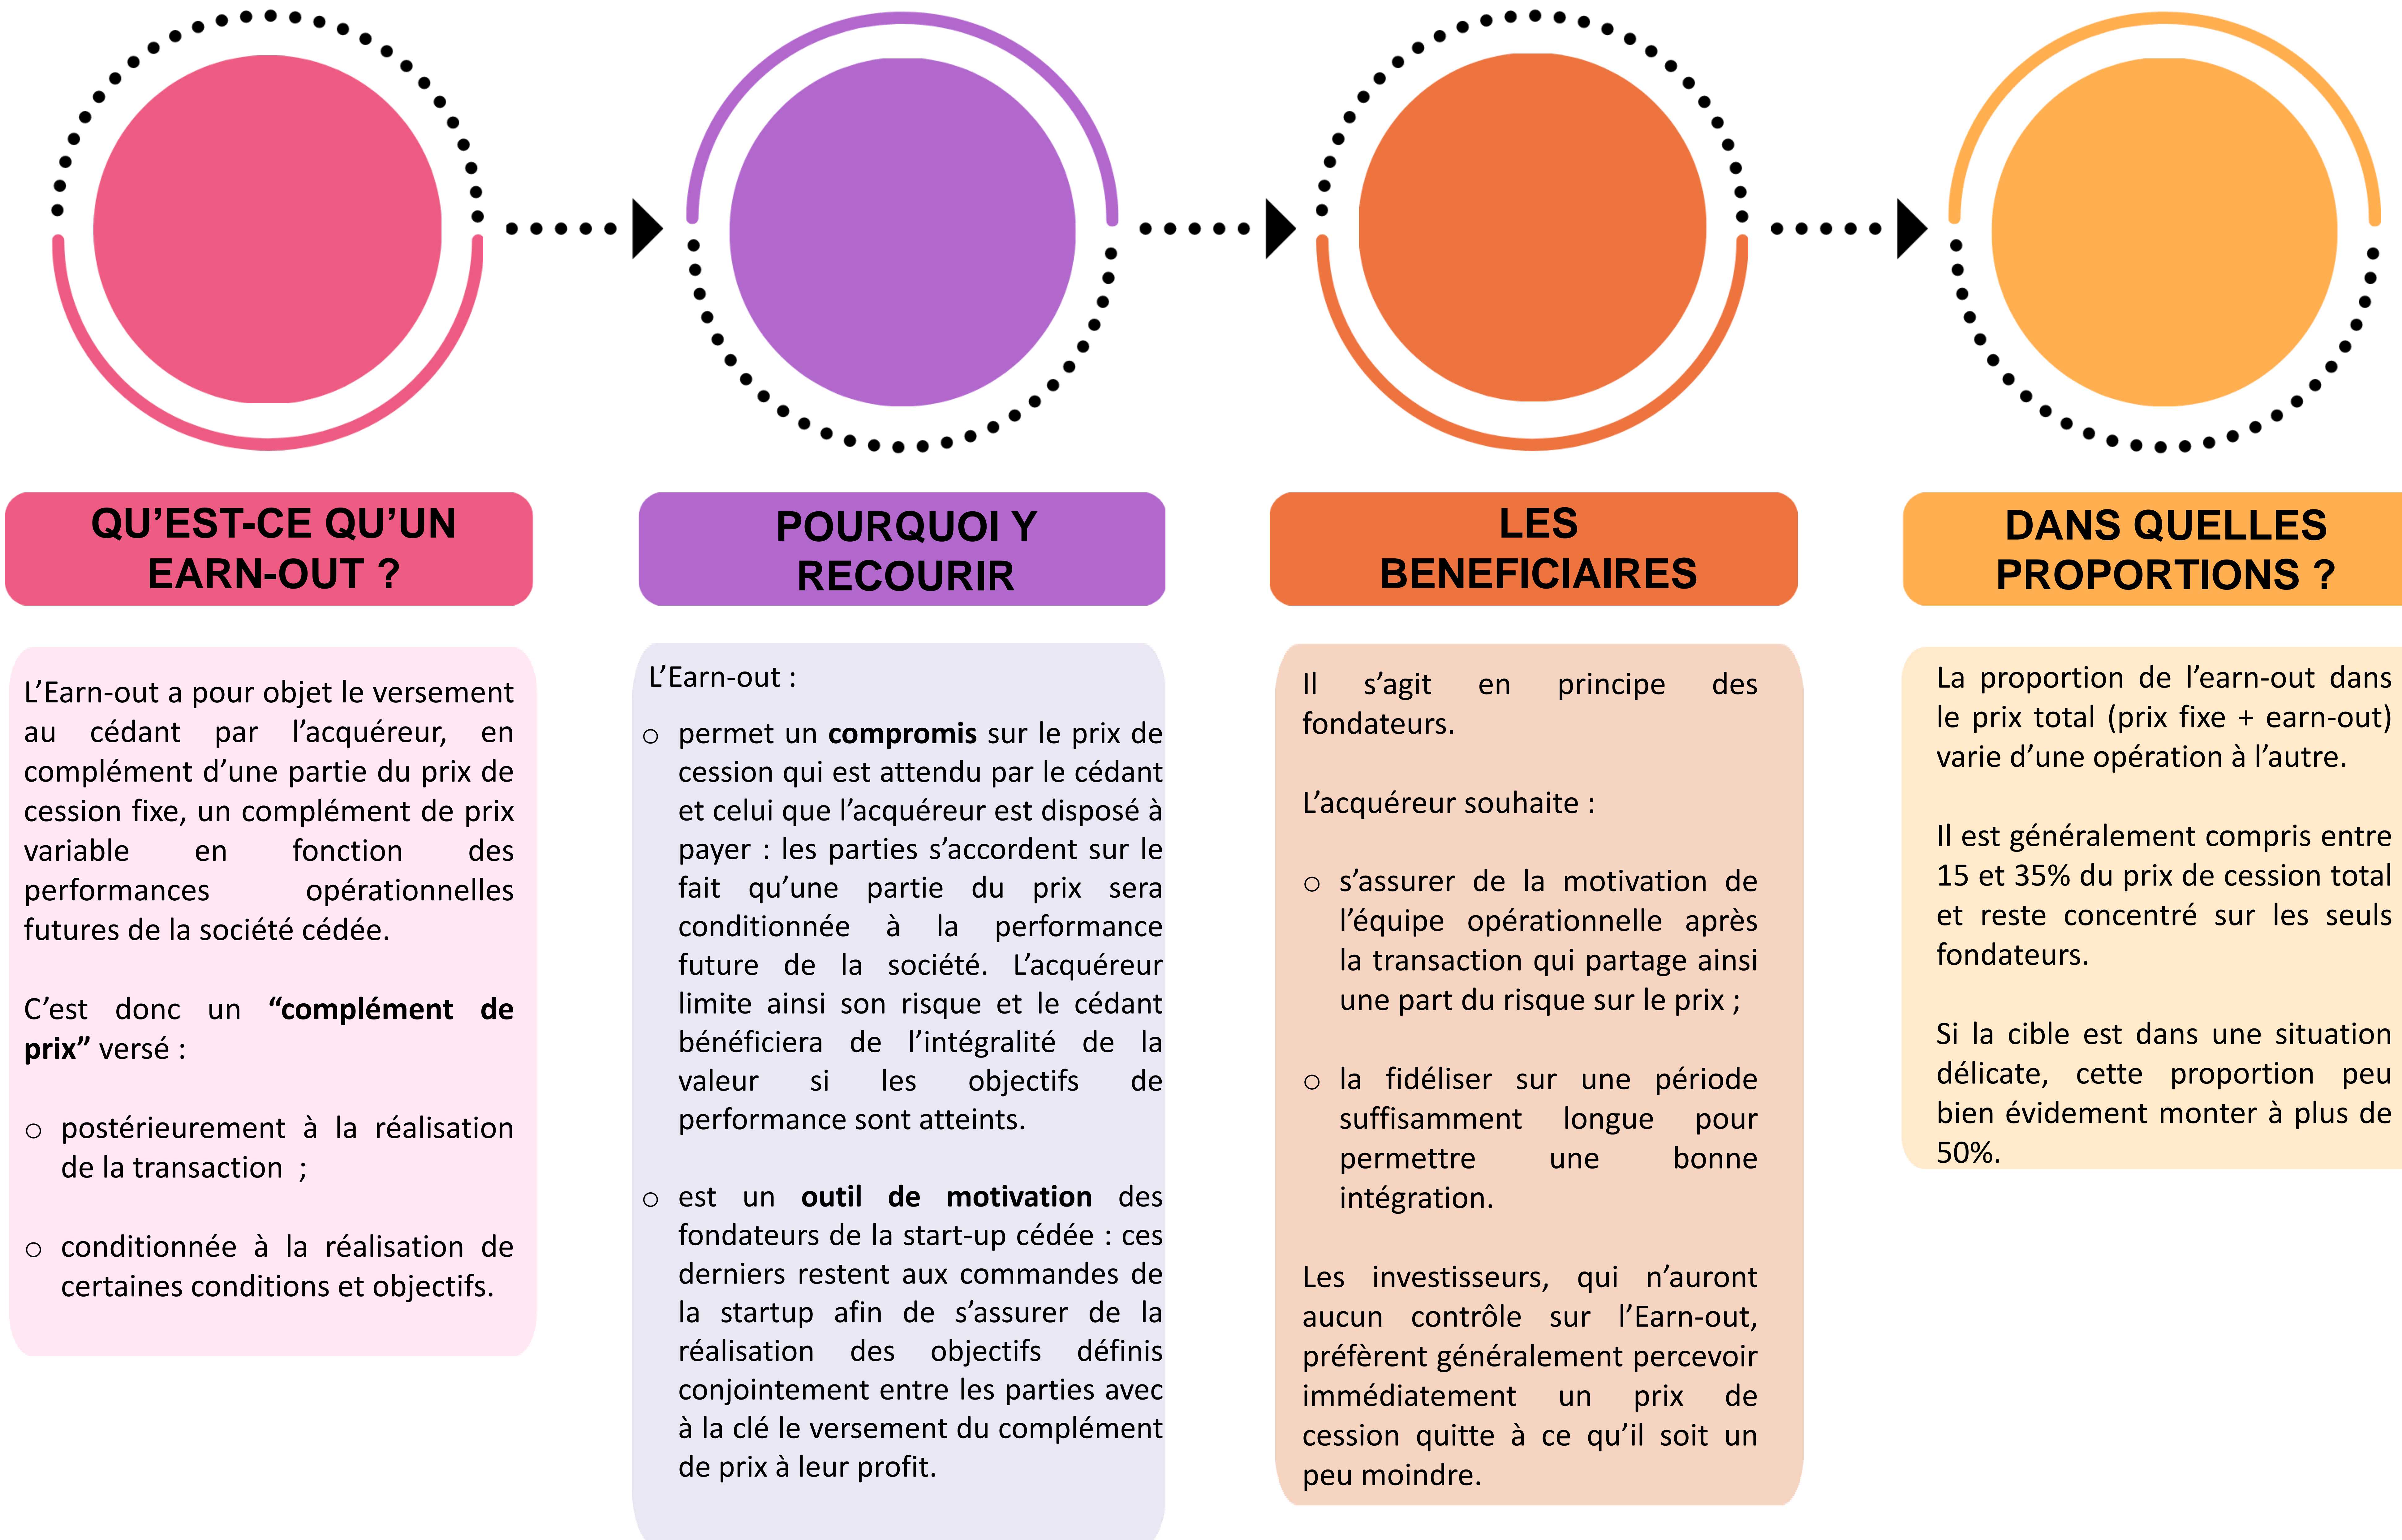 QU’EST-CE QU’UN
EARN-OUT ?
L’Earn-out a pour objet le versement
au cédant par l’acquéreur, en
complément d’une partie du prix de
cession fixe, un complément de prix
variable en fonction des
performances opérationnelles
futures de la société cédée.
C’est donc un “complément de
prix” versé :
o postérieurement à la réalisation
de la transaction ;
o conditionnée à la réalisation de
certaines conditions et objectifs.
POURQUOI Y
RECOURIR
L’Earn-out :
o permet un compromis sur le prix de
cession qui est attendu par le cédant
et celui que l’acquéreur est disposé à
payer : les parties s’accordent sur le
fait qu’une partie du prix sera
conditionnée à la performance
future de la société. L’acquéreur
limite ainsi son risque et le cédant
bénéficiera de l’intégralité de la
valeur si les objectifs de
performance sont atteints.
o est un outil de motivation des
fondateurs de la start-up cédée : ces
derniers restent aux commandes de
la startup afin de s’assurer de la
réalisation des objectifs définis
conjointement entre les parties avec
à la clé le versement du complément
de prix à leur profit.
LES
BENEFICIAIRES
Il s’agit en principe des
fondateurs.
L’acquéreur souhaite :
o s’assurer de la motivation de
l’équipe opérationnelle après
la transaction qui partage ainsi
une part du risque sur le prix ;
o la fidéliser sur une période
suffisamment longue pour
permettre une bonne
intégration.
Les investisseurs, qui n’auront
aucun contrôle sur l’Earn-out,
préfèrent généralement percevoir
immédiatement un prix de
cession quitte à ce qu’il soit un
peu moindre.
DANS QUELLES
PROPORTIONS ?
La proportion de l’earn-out dans
le prix total (prix fixe + earn-out)
varie d’une opération à l’autre.
Il est généralement compris entre
15 et 35% du prix de cession total
et reste concentré sur les seuls
fondateurs.
Si la cible est dans une situation
délicate, cette proportion peu
bien évidement monter à plus de
50%.